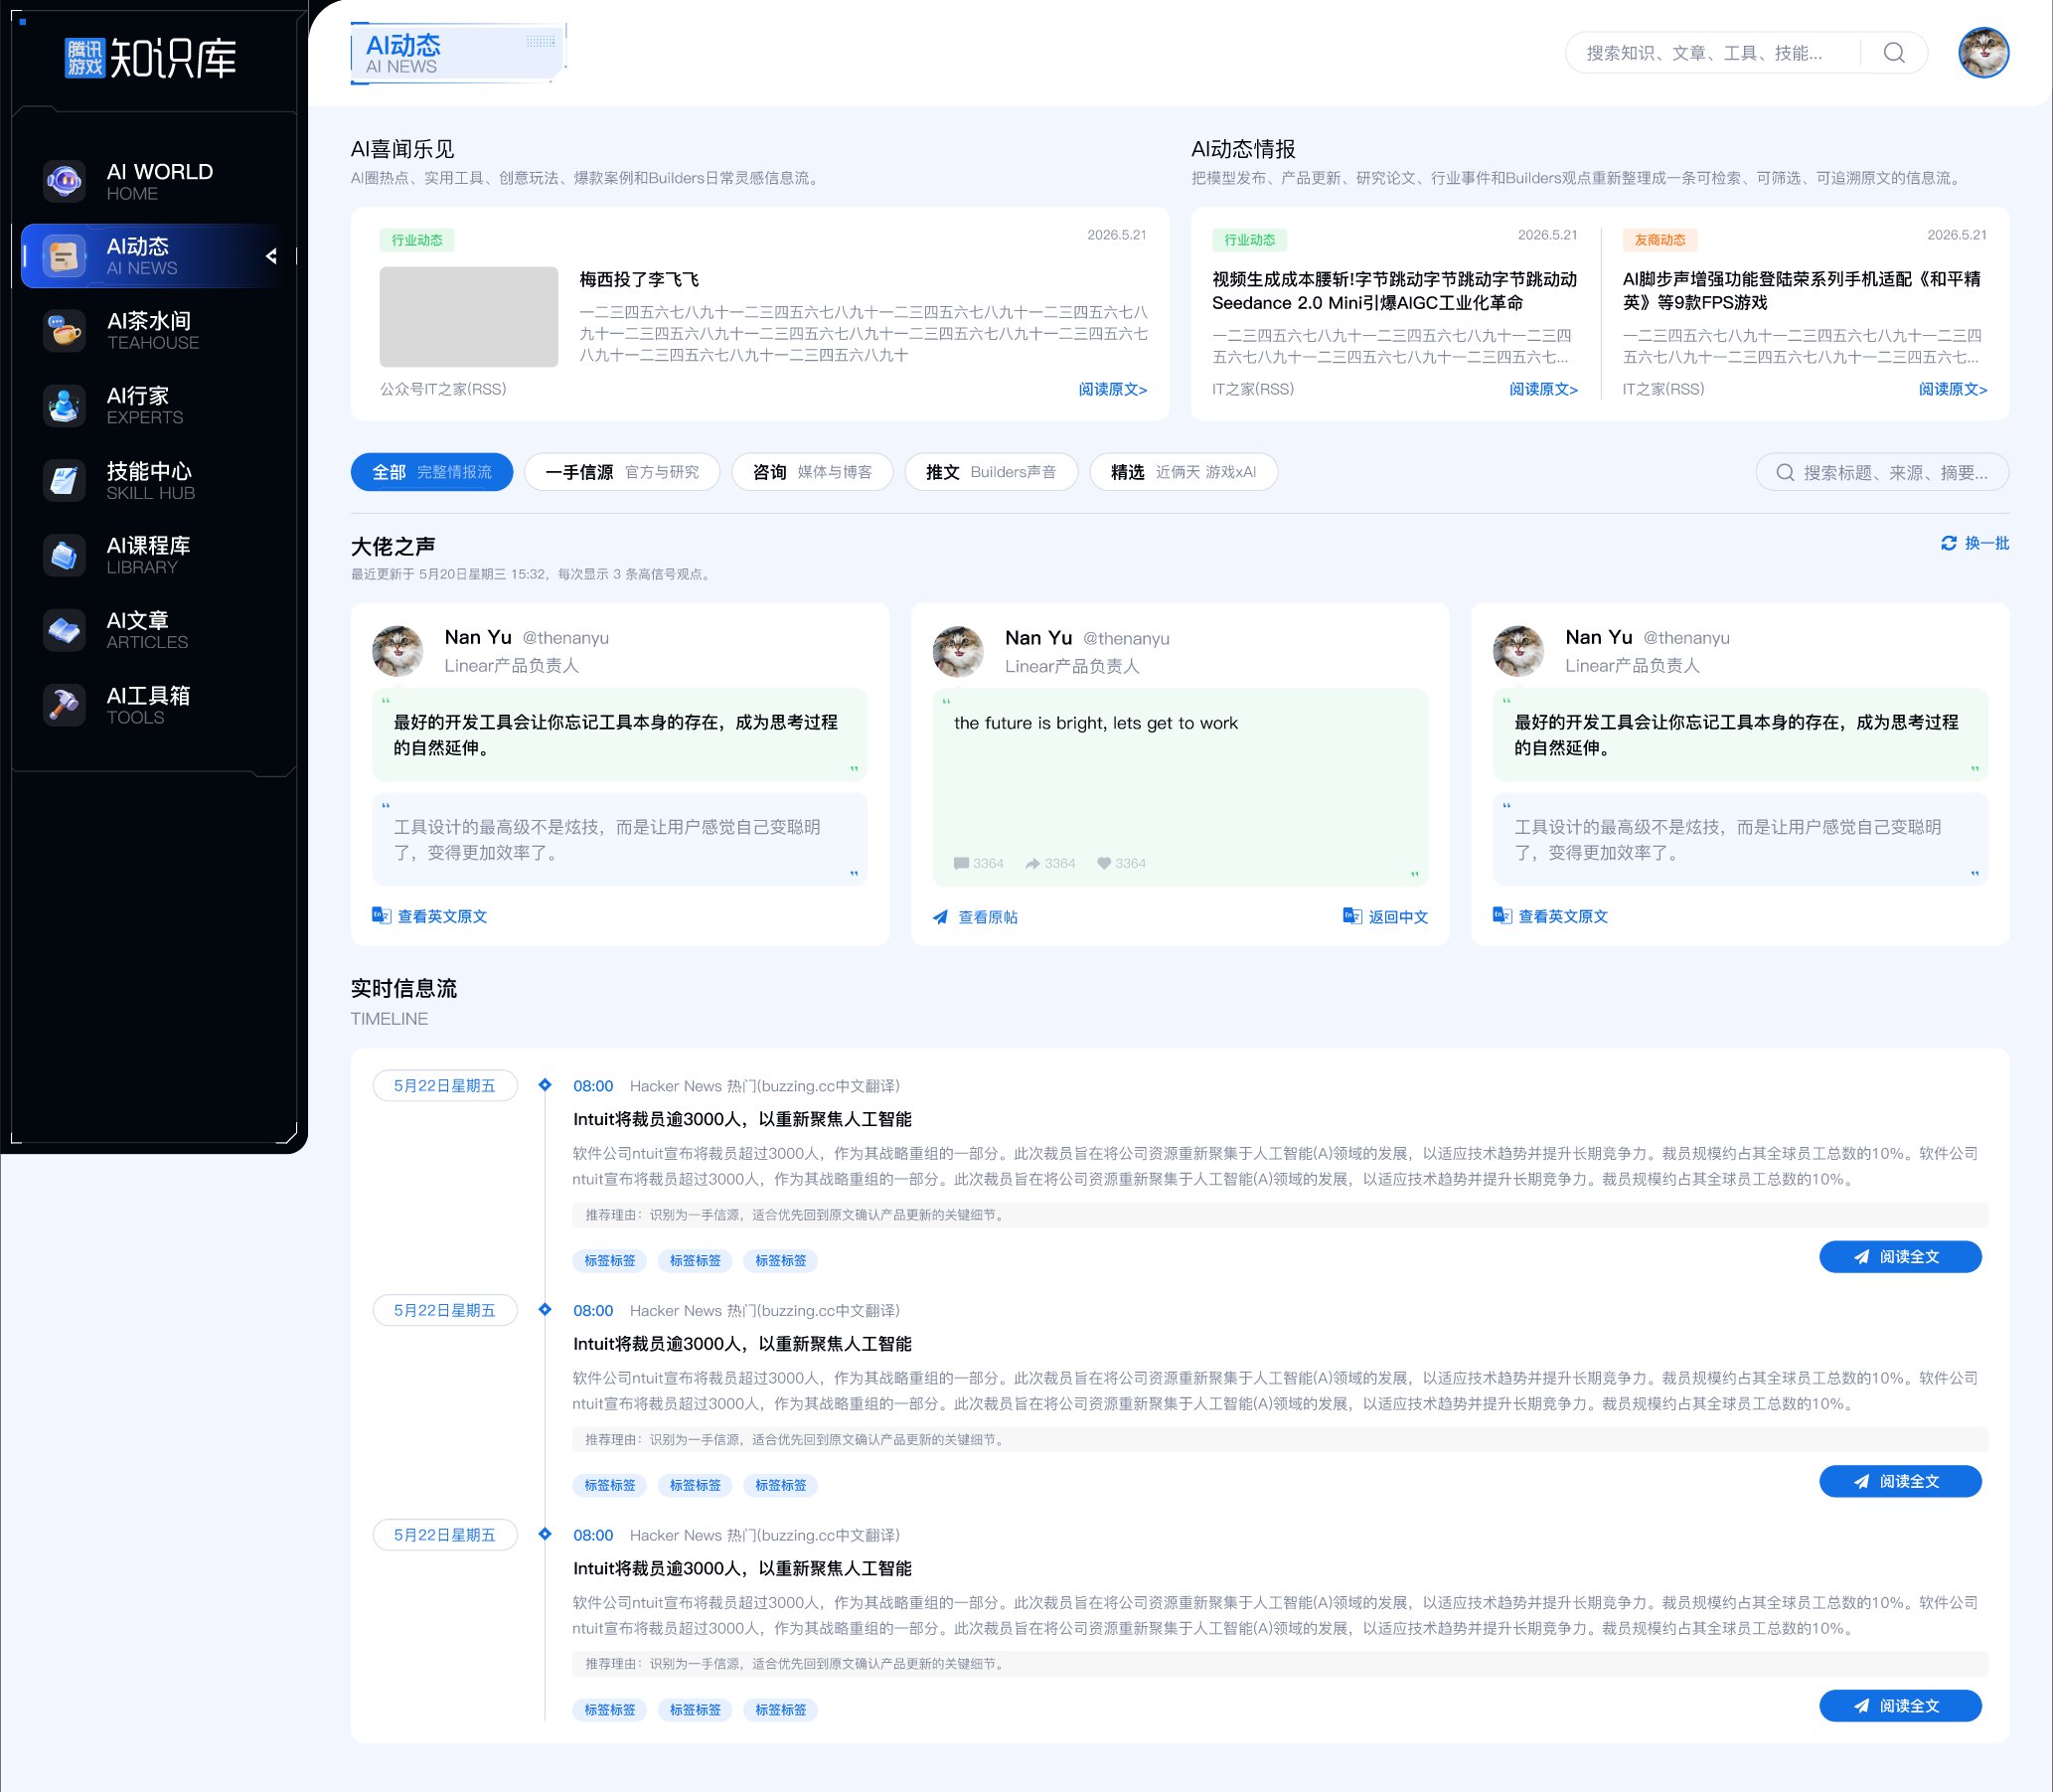 腾讯游戏知识库
AI WORLD
HOME
AI动态
AI NEWS
AI茶水间
TEAHOUSE
AI行家
EXPERTS
技能中心
SKILL HUB
AI课程库
LIBRARY
AI文章
ARTICLES
AI工具箱
TOOLS
AI动态
AI NEWS
搜索知识、文章、工具、技能...
AI喜闻乐见
AI圈热点、实用工具、创意玩法、爆款案例和Builders日常灵感信息流。
行业动态
2026.5.21
梅西投了李飞飞
一二三四五六七八九十一二三四五六七八九十一二三四五六七八九十一二三四五六七八
九十一二三四五六八九十一二三四五六七八九十一二三四五六七八九十一二三四五六七
八九十一二三四五六七八九十一二三四五六八九十
公众号IT之家(RSS)
阅读原文>
AI动态情报
把模型发布、产品更新、研究论文、行业事件和Builders观点重新整理成一条可检索、可筛选、可追溯原文的信息流。
行业动态
2026.5.21
视频生成成本腰斩!字节跳动字节跳动字节跳动动
Seedance 2.0 Mini引爆AIGC工业化革命
一二三四五六七八九十一二三四五六七八九十一二三四
五六七八九十一二三四五六七八九十一二三四五六七...
IT之家(RSS)
阅读原文>
友商动态
2026.5.21
AI脚步声增强功能登陆荣系列手机适配《和平精
英》等9款FPS游戏
一二三四五六七八九十一二三四五六七八九十一二三四
五六七八九十一二三四五六七八九十一二三四五六七...
IT之家(RSS)
阅读原文>
全部 完整情报流
一手信源 官方与研究
咨询 媒体与博客
推文 Builders声音
精选 近俩天 游戏xAI
搜索标题、来源、摘要...
大佬之声
换一批
最近更新于 5月20日星期三 15:32，每次显示 3 条高信号观点。
Nan Yu @thenanyu
Linear产品负责人
“
最好的开发工具会让你忘记工具本身的存在，成为思考过程
的自然延伸。
”
“
工具设计的最高级不是炫技，而是让用户感觉自己变聪明
了，变得更加效率了。
”
查看英文原文
Nan Yu @thenanyu
Linear产品负责人
“
the future is bright, lets get to work
3364 3364 3364
”
查看原帖
返回中文
Nan Yu @thenanyu
Linear产品负责人
“
最好的开发工具会让你忘记工具本身的存在，成为思考过程
的自然延伸。
”
“
工具设计的最高级不是炫技，而是让用户感觉自己变聪明
了，变得更加效率了。
”
查看英文原文
实时信息流
TIMELINE
5月22日星期五
08:00 Hacker News 热门(buzzing.cc中文翻译)
Intuit将裁员逾3000人，以重新聚焦人工智能
软件公司ntuit宣布将裁员超过3000人，作为其战略重组的一部分。此次裁员旨在将公司资源重新聚集于人工智能(A)领域的发展，以适应技术趋势并提升长期竞争力。裁员规模约占其全球员工总数的10%。软件公司
ntuit宣布将裁员超过3000人，作为其战略重组的一部分。此次裁员旨在将公司资源重新聚集于人工智能(A)领域的发展，以适应技术趋势并提升长期竞争力。裁员规模约占其全球员工总数的10%。
推荐理由：识别为一手信源，适合优先回到原文确认产品更新的关键细节。
标签标签 标签标签 标签标签
阅读全文
5月22日星期五
08:00 Hacker News 热门(buzzing.cc中文翻译)
Intuit将裁员逾3000人，以重新聚焦人工智能
软件公司ntuit宣布将裁员超过3000人，作为其战略重组的一部分。此次裁员旨在将公司资源重新聚集于人工智能(A)领域的发展，以适应技术趋势并提升长期竞争力。裁员规模约占其全球员工总数的10%。软件公司
ntuit宣布将裁员超过3000人，作为其战略重组的一部分。此次裁员旨在将公司资源重新聚集于人工智能(A)领域的发展，以适应技术趋势并提升长期竞争力。裁员规模约占其全球员工总数的10%。
推荐理由：识别为一手信源，适合优先回到原文确认产品更新的关键细节。
标签标签 标签标签 标签标签
阅读全文
5月22日星期五
08:00 Hacker News 热门(buzzing.cc中文翻译)
Intuit将裁员逾3000人，以重新聚焦人工智能
软件公司ntuit宣布将裁员超过3000人，作为其战略重组的一部分。此次裁员旨在将公司资源重新聚集于人工智能(A)领域的发展，以适应技术趋势并提升长期竞争力。裁员规模约占其全球员工总数的10%。软件公司
ntuit宣布将裁员超过3000人，作为其战略重组的一部分。此次裁员旨在将公司资源重新聚集于人工智能(A)领域的发展，以适应技术趋势并提升长期竞争力。裁员规模约占其全球员工总数的10%。
推荐理由：识别为一手信源，适合优先回到原文确认产品更新的关键细节。
标签标签 标签标签 标签标签
阅读全文